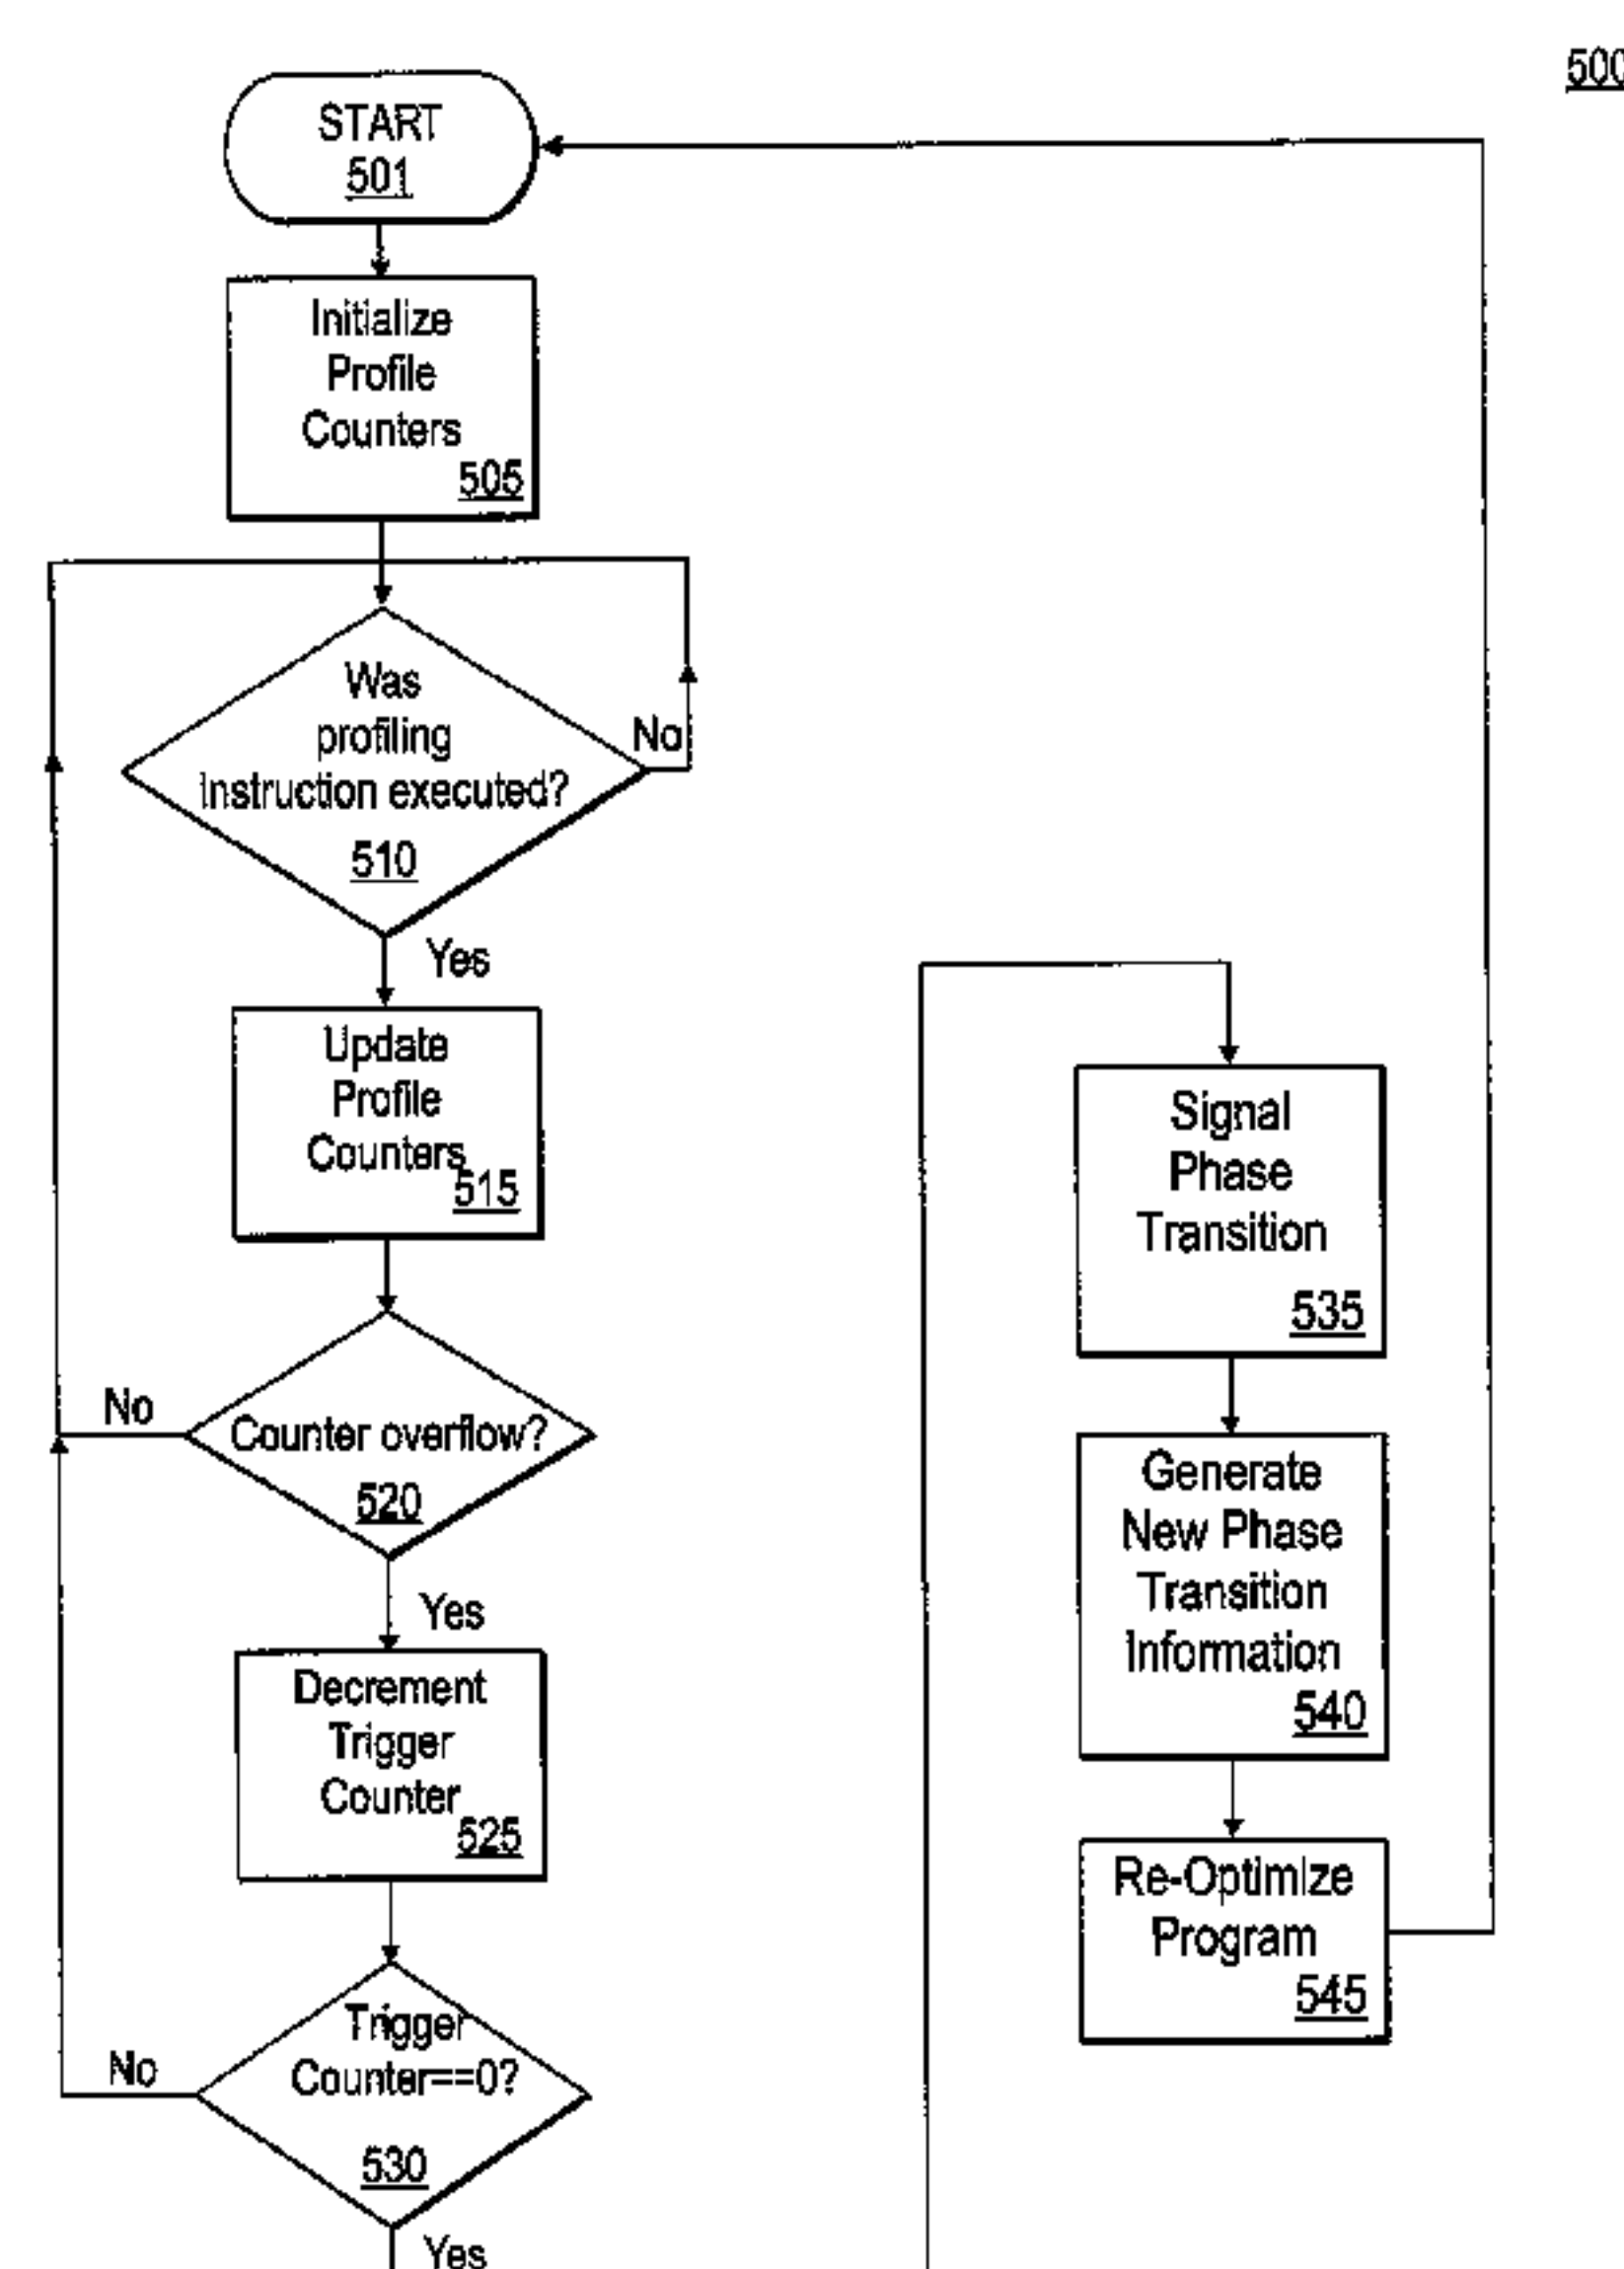 500
START
501
Initialize
Profile
Counters
505
Was
profiling
instruction executed?
510
No
Yes
Update
Profile
Counters
515
Counter overflow?
520
No
Yes
Decrement
Trigger
Counter
525
Trigger
Counter==0?
530
No
Yes
Signal
Phase
Transition
535
Generate
New Phase
Transition
Information
540
Re-Optimize
Program
545